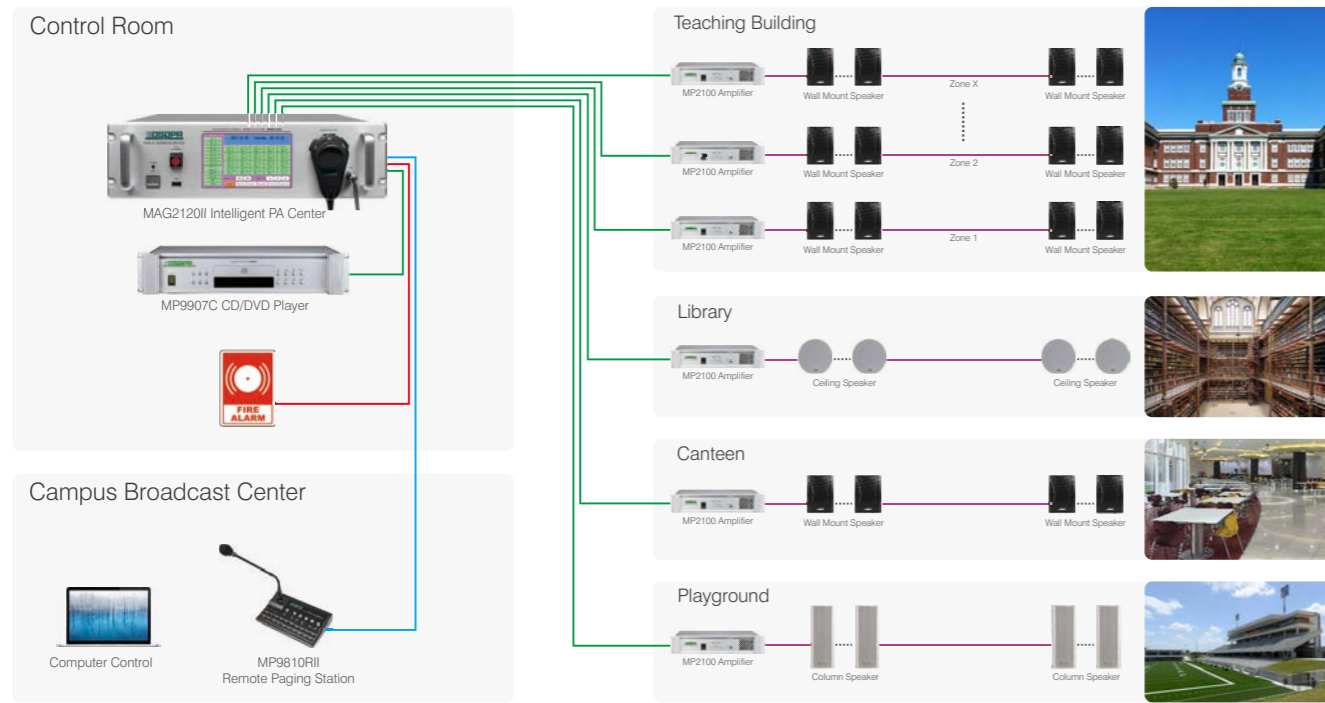 Control Room
DSPPA
MAG2120II Intelligent PA Center
MP9907C CD/DVD Player
FIRE
ALARM
Campus Broadcast Center
Computer Control
MP9810RII
Remote Paging Station
Teaching Building
MP2100 Amplifier
Wall Mount Speaker
Zone X
Wall Mount Speaker
MP2100 Amplifier
Wall Mount Speaker
Zone 2
Wall Mount Speaker
MP2100 Amplifier
Wall Mount Speaker
Zone 1
Wall Mount Speaker
Library
MP2100 Amplifier
Ceiling Speaker
Ceiling Speaker
Canteen
MP2100 Amplifier
Wall Mount Speaker
Wall Mount Speaker
Playground
MP2100 Amplifier
Column Speaker
Column Speaker